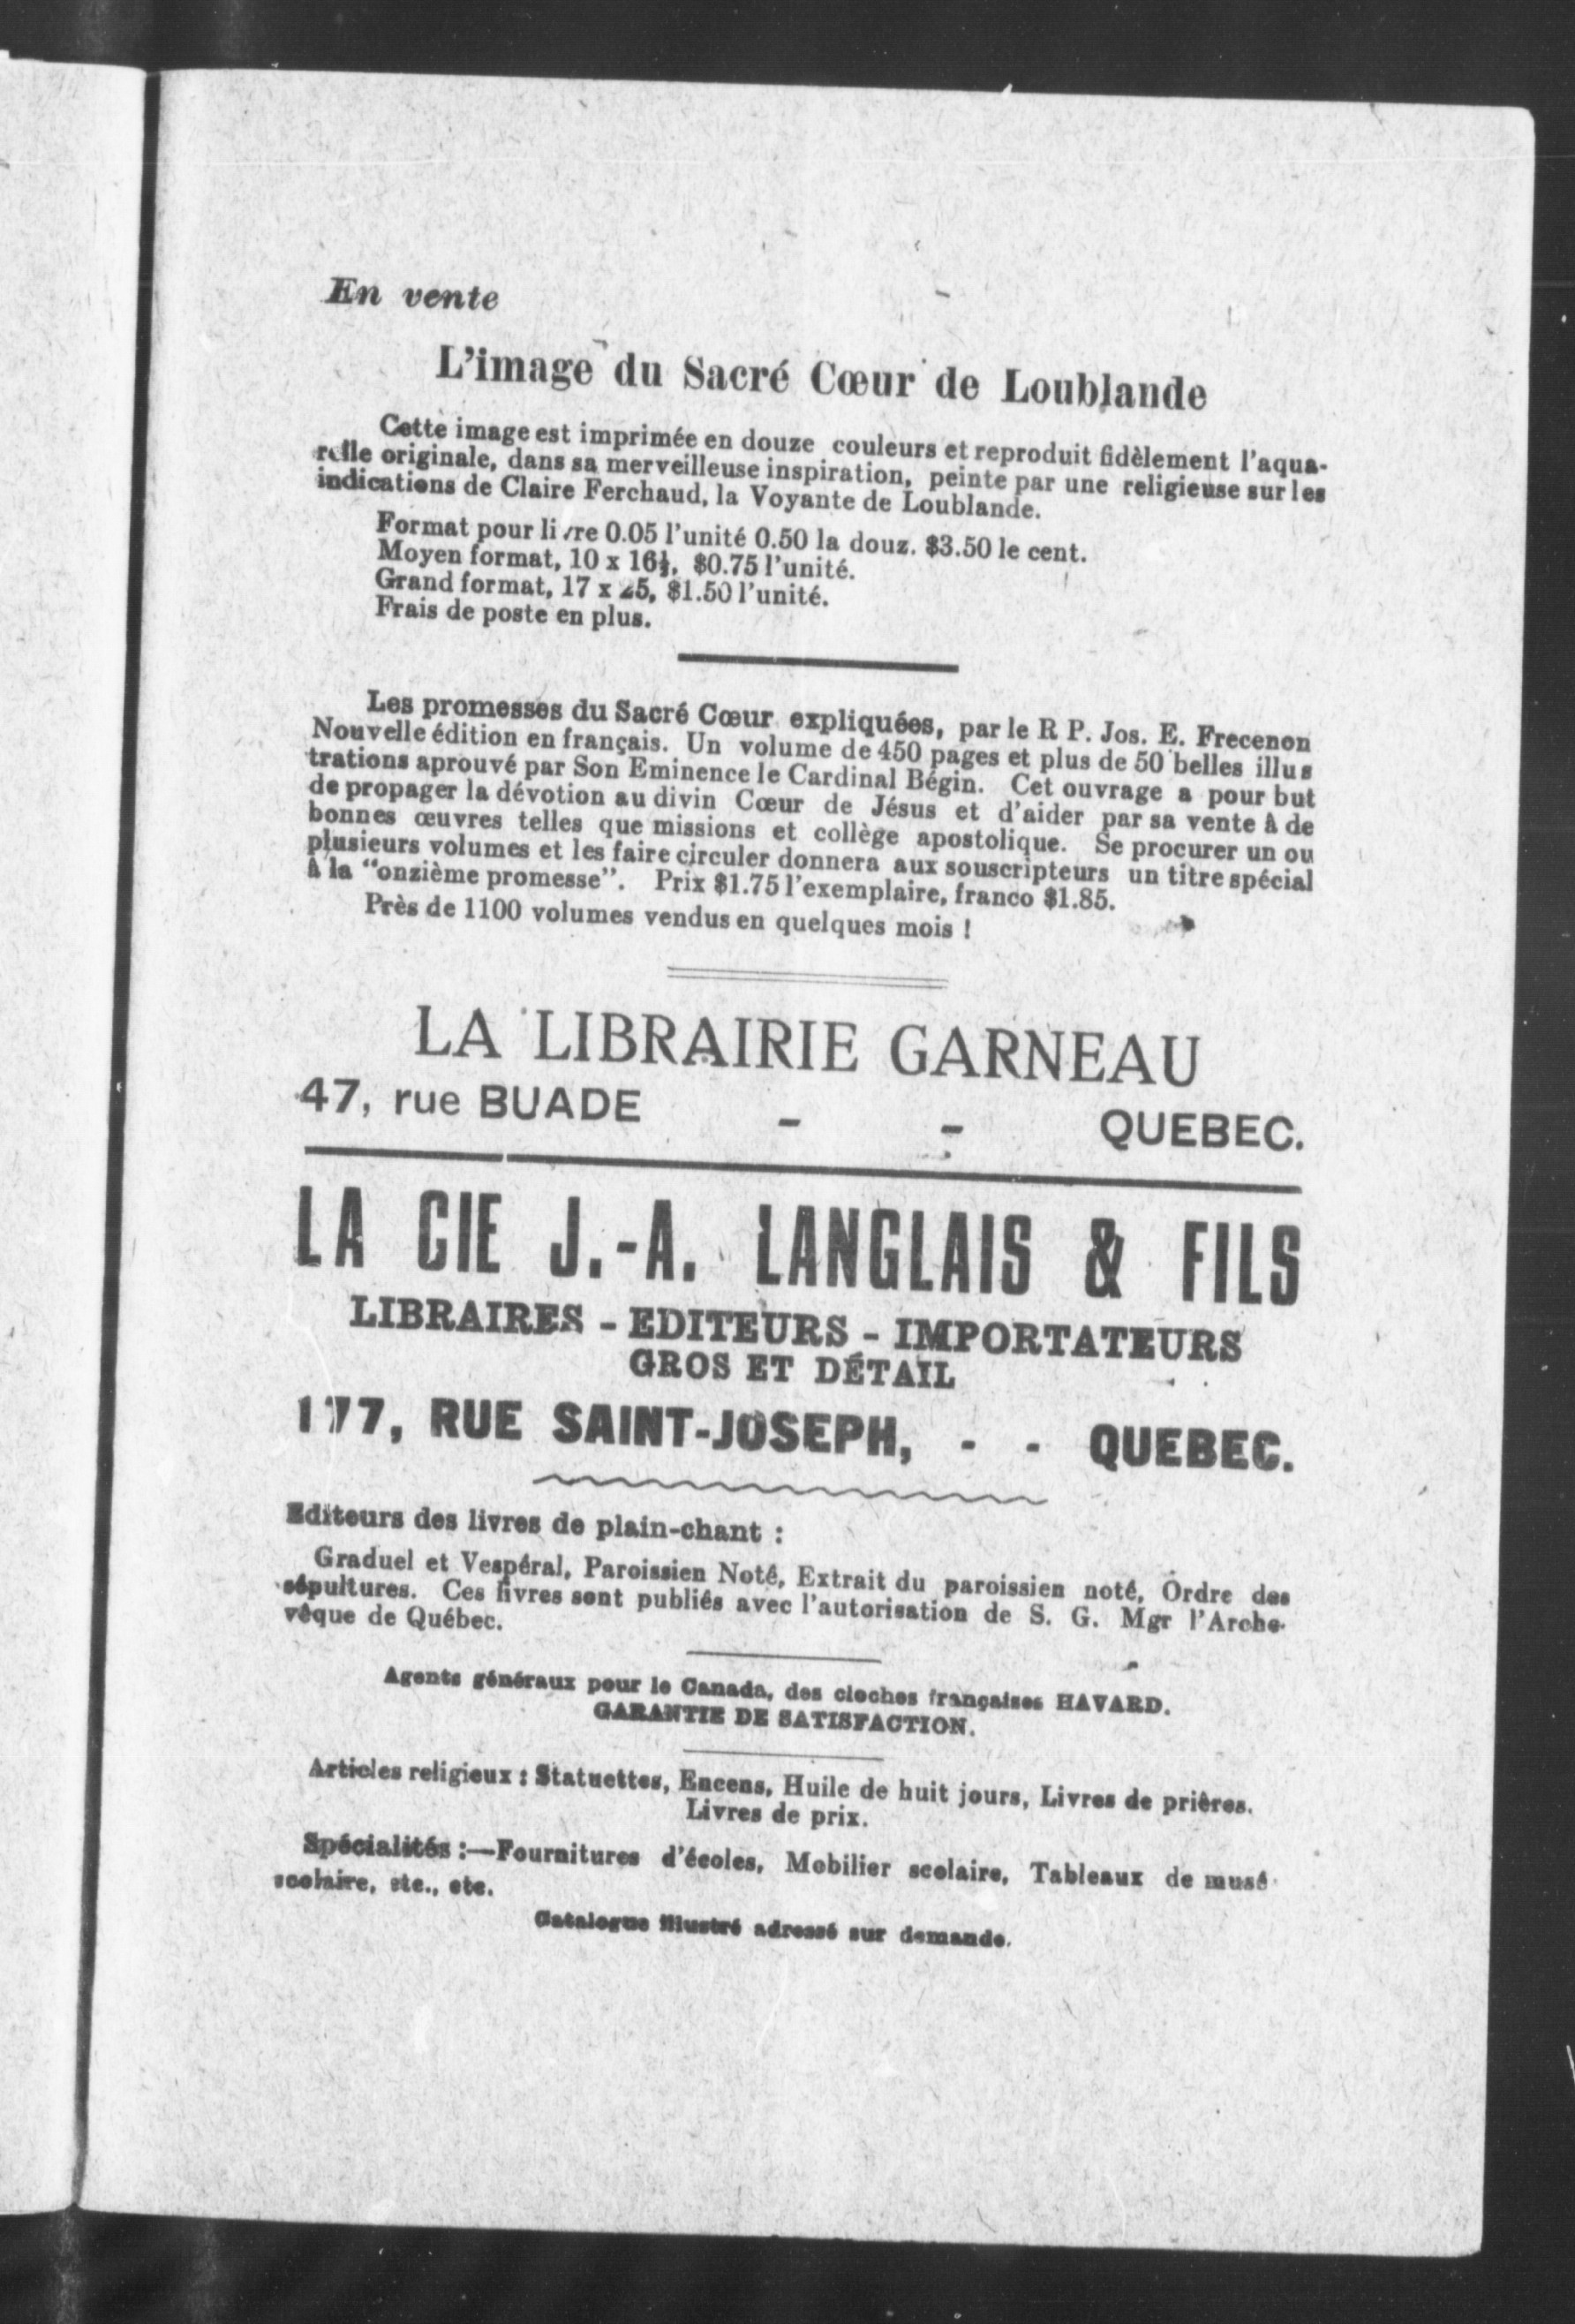 En vente
L'image du Sacré Cœur de Loublande
Cette image est imprimée en douze couleurs et reproduit fidèlement l'aqua-
relle originale, dans sa merveilleuse inspiration, peinte par une religieuse sur les
indications de Claire Ferchaud, la Voyante de Loublande.
Format pour livre 0.05 l'unité 0.50 la douz. $3.50 le cent.
Moyen format, 10 x 16½, $0.75 l'unité.
Grand format, 17 x 25, $1.50 l'unité.
Frais de poste en plus.
Les promesses du Sacré Cœur expliquées, par le R P. Jos. E. Frecenon
Nouvelle édition en français. Un volume de 450 pages et plus de 50 belles illus
trations aprouvé par Son Eminence le Cardinal Bégin. Cet ouvrage a pour but
de propager la dévotion au divin Cœur de Jésus et d'aider par sa vente à de
bonnes œuvres telles que missions et collège apostolique. Se procurer un ou
plusieurs volumes et les faire circuler donnera aux souscripteurs un titre spécial
à la "onzième promesse". Prix $1.75 l'exemplaire, franco $1.85.
Près de 1100 volumes vendus en quelques mois !
LA LIBRAIRIE GARNEAU
47, rue BUADE - - QUEBEC.
LA CIE J.-A. LANGLAIS & FILS
LIBRAIRES - EDITEURS - IMPORTATEURS
GROS ET DÉTAIL
177, RUE SAINT-JOSEPH, - - QUEBEC.
Editeurs des livres de plain-chant :
Graduel et Vespéral, Paroissien Noté, Extrait du paroissien noté, Ordre des
sépultures. Ces livres sont publiés avec l'autorisation de S. G. Mgr l'Arche-
vêque de Québec.
Agents généraux pour le Canada, des cloches françaises HAVARD.
GARANTIE DE SATISFACTION.
Articles religieux : Statuettes, Encens, Huile de huit jours, Livres de prières.
Livres de prix.
Spécialités :—Fournitures d'écoles, Mobilier scolaire, Tableaux de musé
scolaire, etc., etc.
Catalogue illustré adressé sur demande.